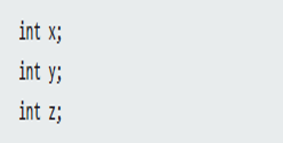 int x;
int y;
int z;